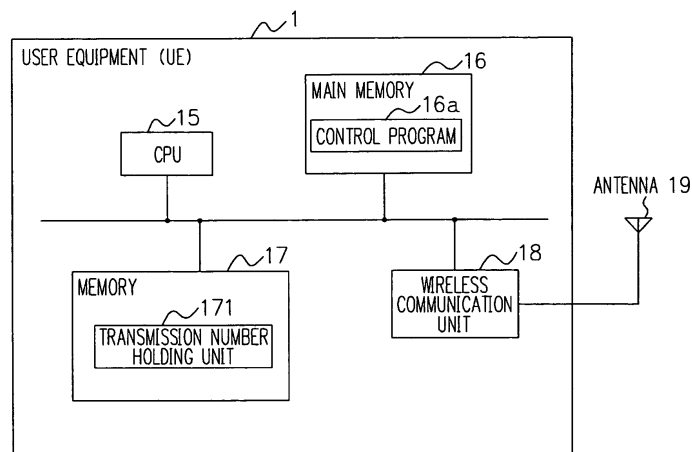 1
USER EQUIPMENT (UE)
16
MAIN MEMORY
16a
CONTROL PROGRAM
15
CPU
ANTENNA 19
17
MEMORY
171
TRANSMISSION NUMBER
HOLDING UNIT
18
WIRELESS
COMMUNICATION
UNIT